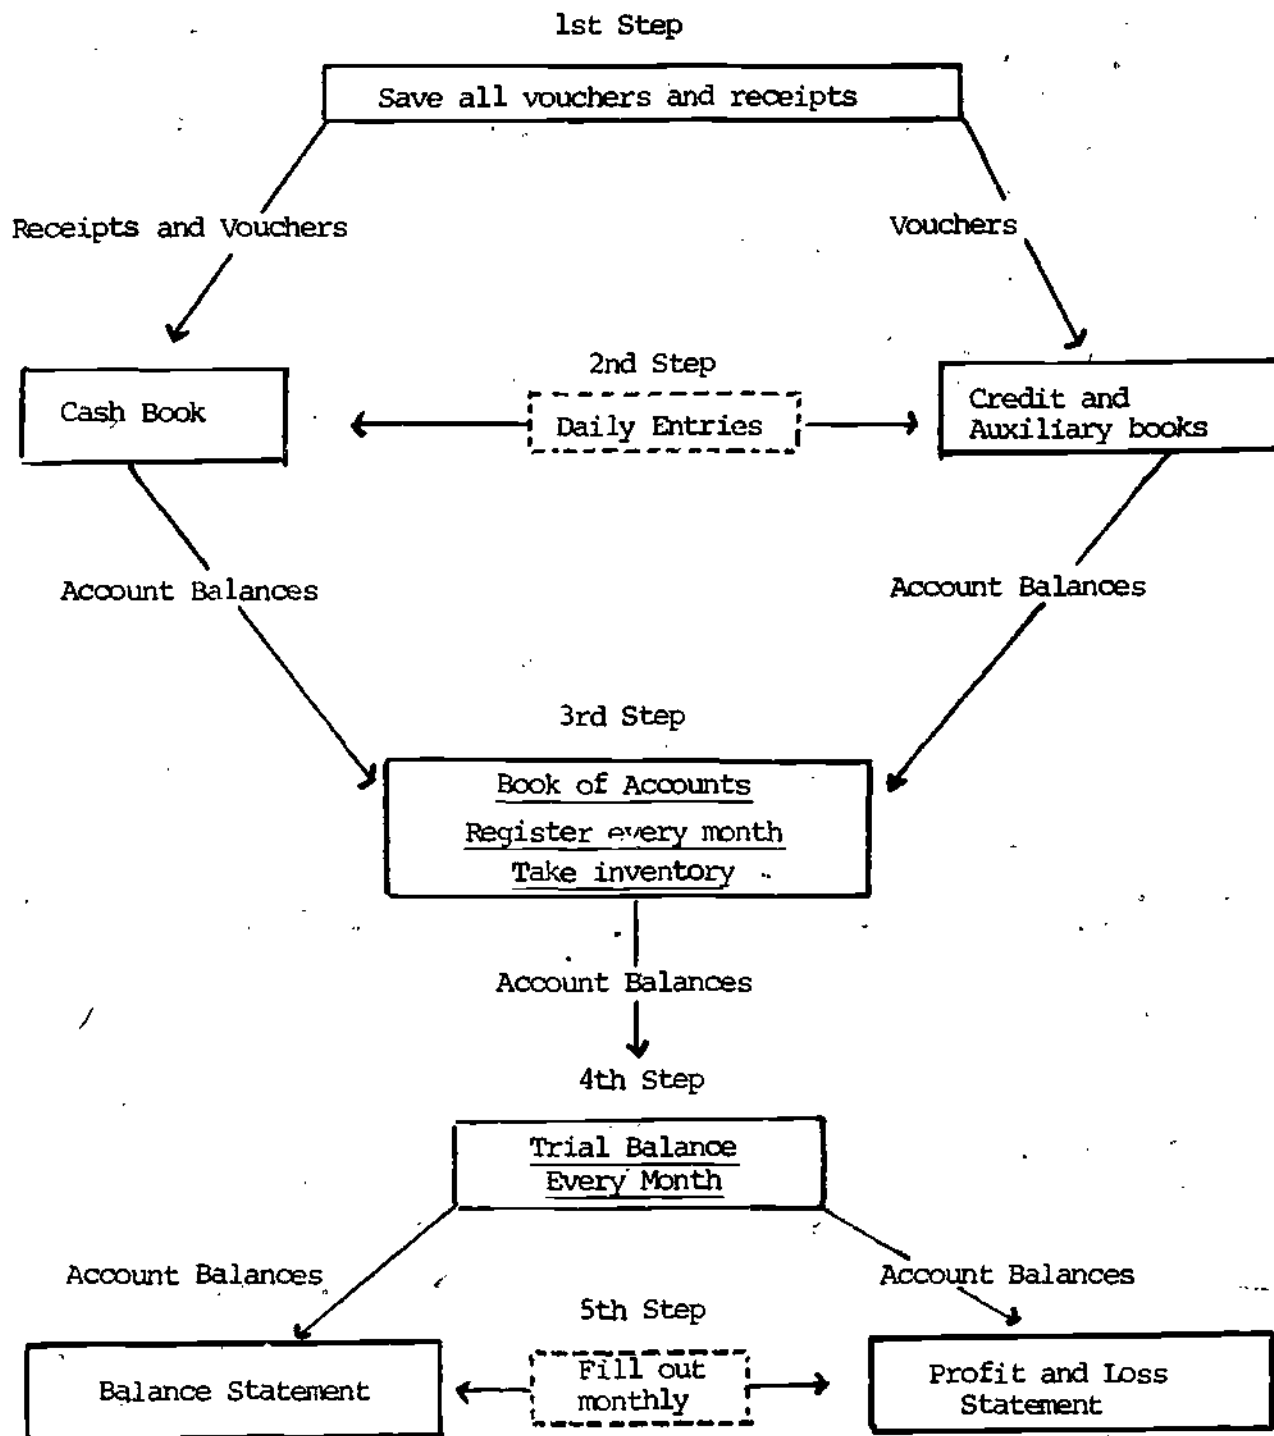 1st Step
Save all vouchers and receipts
Receipts and Vouchers
Vouchers
2nd Step
Cash Book
Daily Entries
Credit and
Auxiliary books
Account Balances
Account Balances
3rd Step
Book of Accounts
Register every month
Take inventory
Account Balances
4th Step
Trial Balance
Every Month
Account Balances
Account Balances
5th Step
Balance Statement
Fill out
monthly
Profit and Loss
Statement